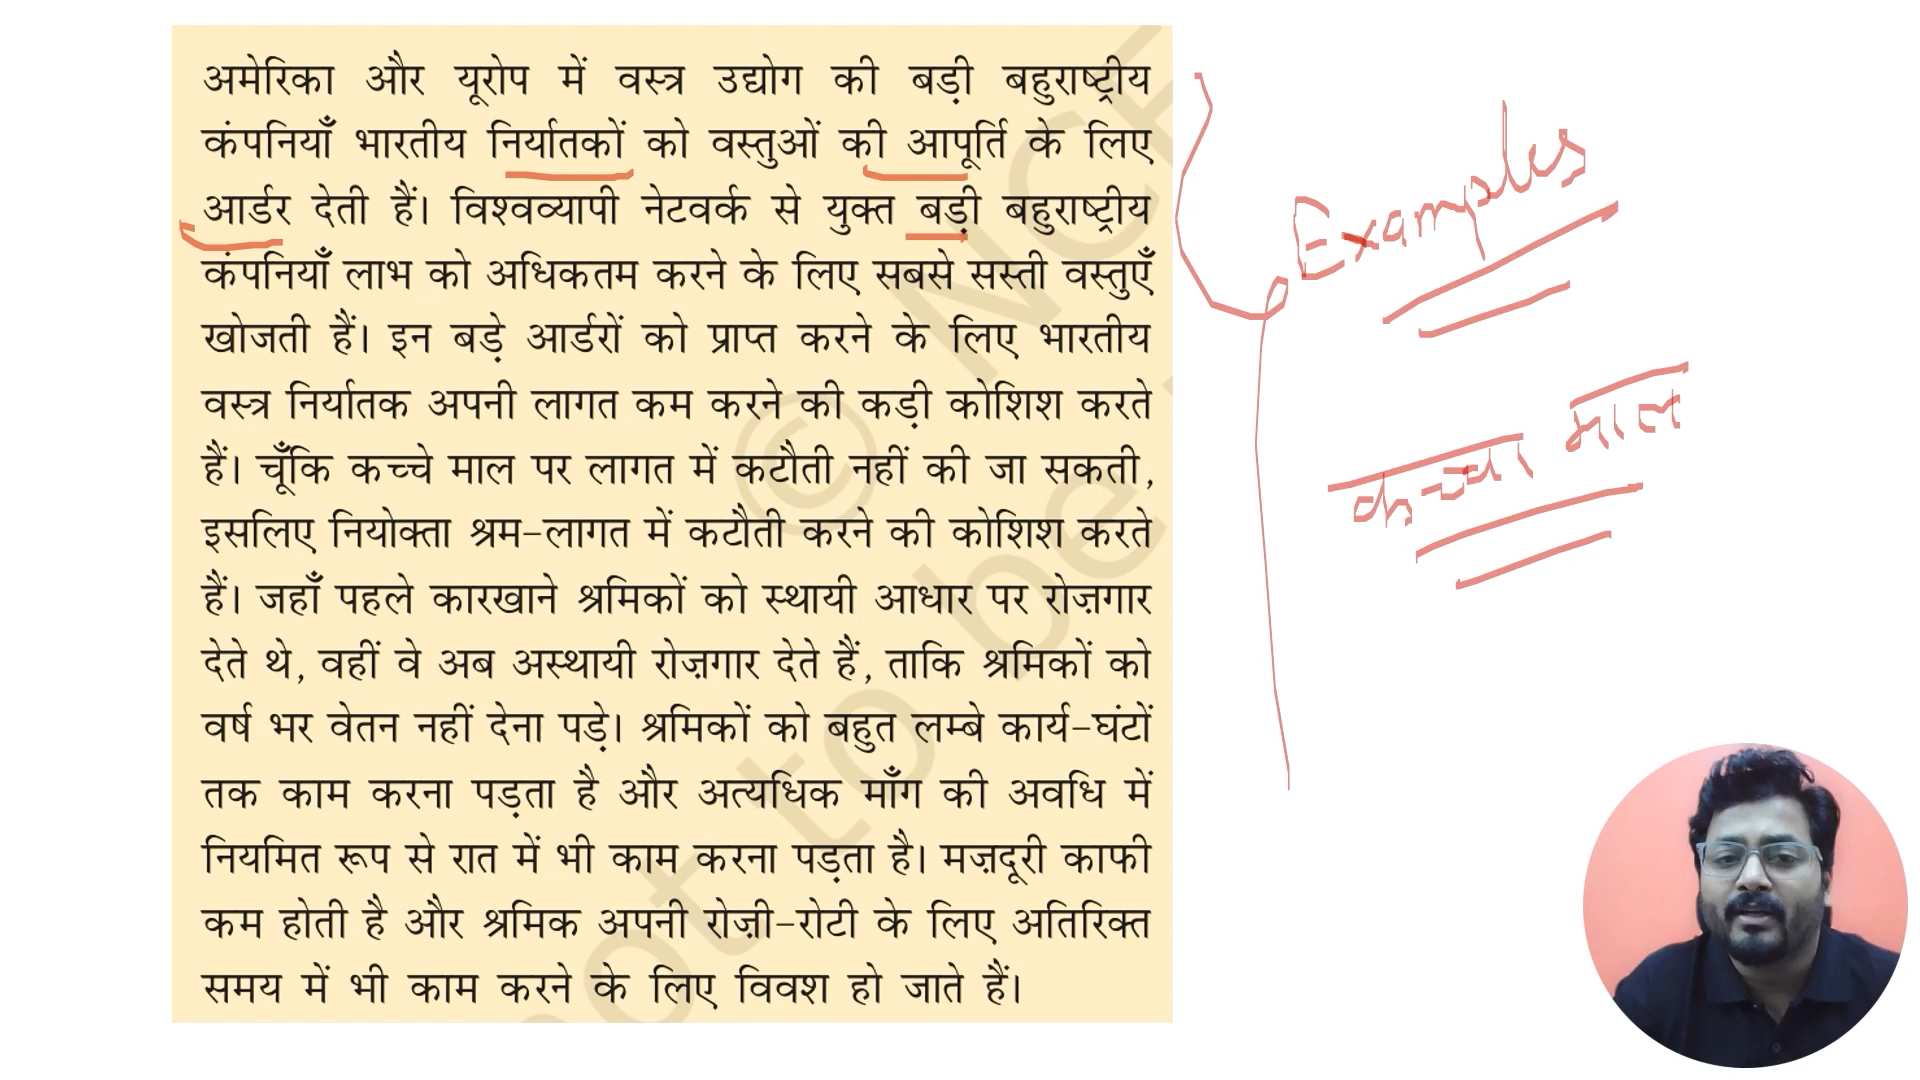 अमेरिका और यूरोप में वस्त्र उद्योग की बड़ी बहुराष्ट्रीय
कंपनियाँ भारतीय निर्यातकों को वस्तुओं की आपूर्ति के लिए
आर्डर देती हैं। विश्वव्यापी नेटवर्क से युक्त बड़ी बहुराष्ट्रीय
कंपनियाँ लाभ को अधिकतम करने के लिए सबसे सस्ती वस्तुएँ
खोजती हैं। इन बड़े आर्डरों को प्राप्त करने के लिए भारतीय
वस्त्र निर्यातक अपनी लागत कम करने की कड़ी कोशिश करते
हैं। चूँकि कच्चे माल पर लागत में कटौती नहीं की जा सकती,
इसलिए नियोक्ता श्रम-लागत में कटौती करने की कोशिश करते
हैं। जहाँ पहले कारखाने श्रमिकों को स्थायी आधार पर रोज़गार
देते थे, वहीं वे अब अस्थायी रोज़गार देते हैं, ताकि श्रमिकों को
वर्ष भर वेतन नहीं देना पड़े। श्रमिकों को बहुत लम्बे कार्य-घंटों
तक काम करना पड़ता है और अत्यधिक माँग की अवधि में
नियमित रूप से रात में भी काम करना पड़ता है। मज़दूरी काफी
कम होती है और श्रमिक अपनी रोज़ी-रोटी के लिए अतिरिक्त
समय में भी काम करने के लिए विवश हो जाते हैं।
Examples
कच्चा माल
© NCE
not to be